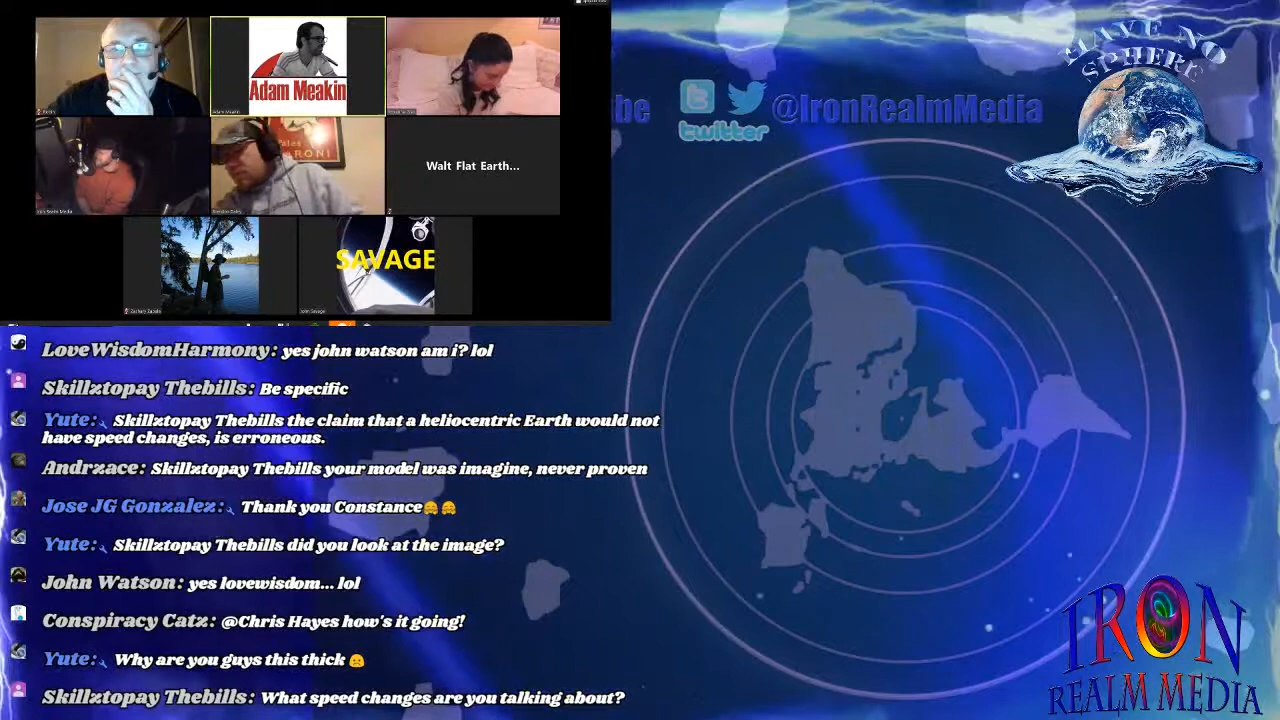 Adam Meakin
Walt Flat Earth...
SAVAGE
be
twitter
@IronRealmMedia
HAVE NO
SPHERE
LoveWisdomHarmony: yes john watson am i? lol
Skillztopay Thebills: Be specific
Yute: Skillztopay Thebills the claim that a heliocentric Earth would not
have speed changes, is erroneous.
Andrzace: Skillztopay Thebills your model was imagine, never proven
Jose JG Gonzalez: Thank you Constance
Yute: Skillztopay Thebills did you look at the image?
John Watson: yes lovewisdom... lol
Conspiracy Catz: @Chris Hayes how's it going!
Yute: Why are you guys this thick
Skillztopay Thebills: What speed changes are you talking about?
IRON
REALM MEDIA